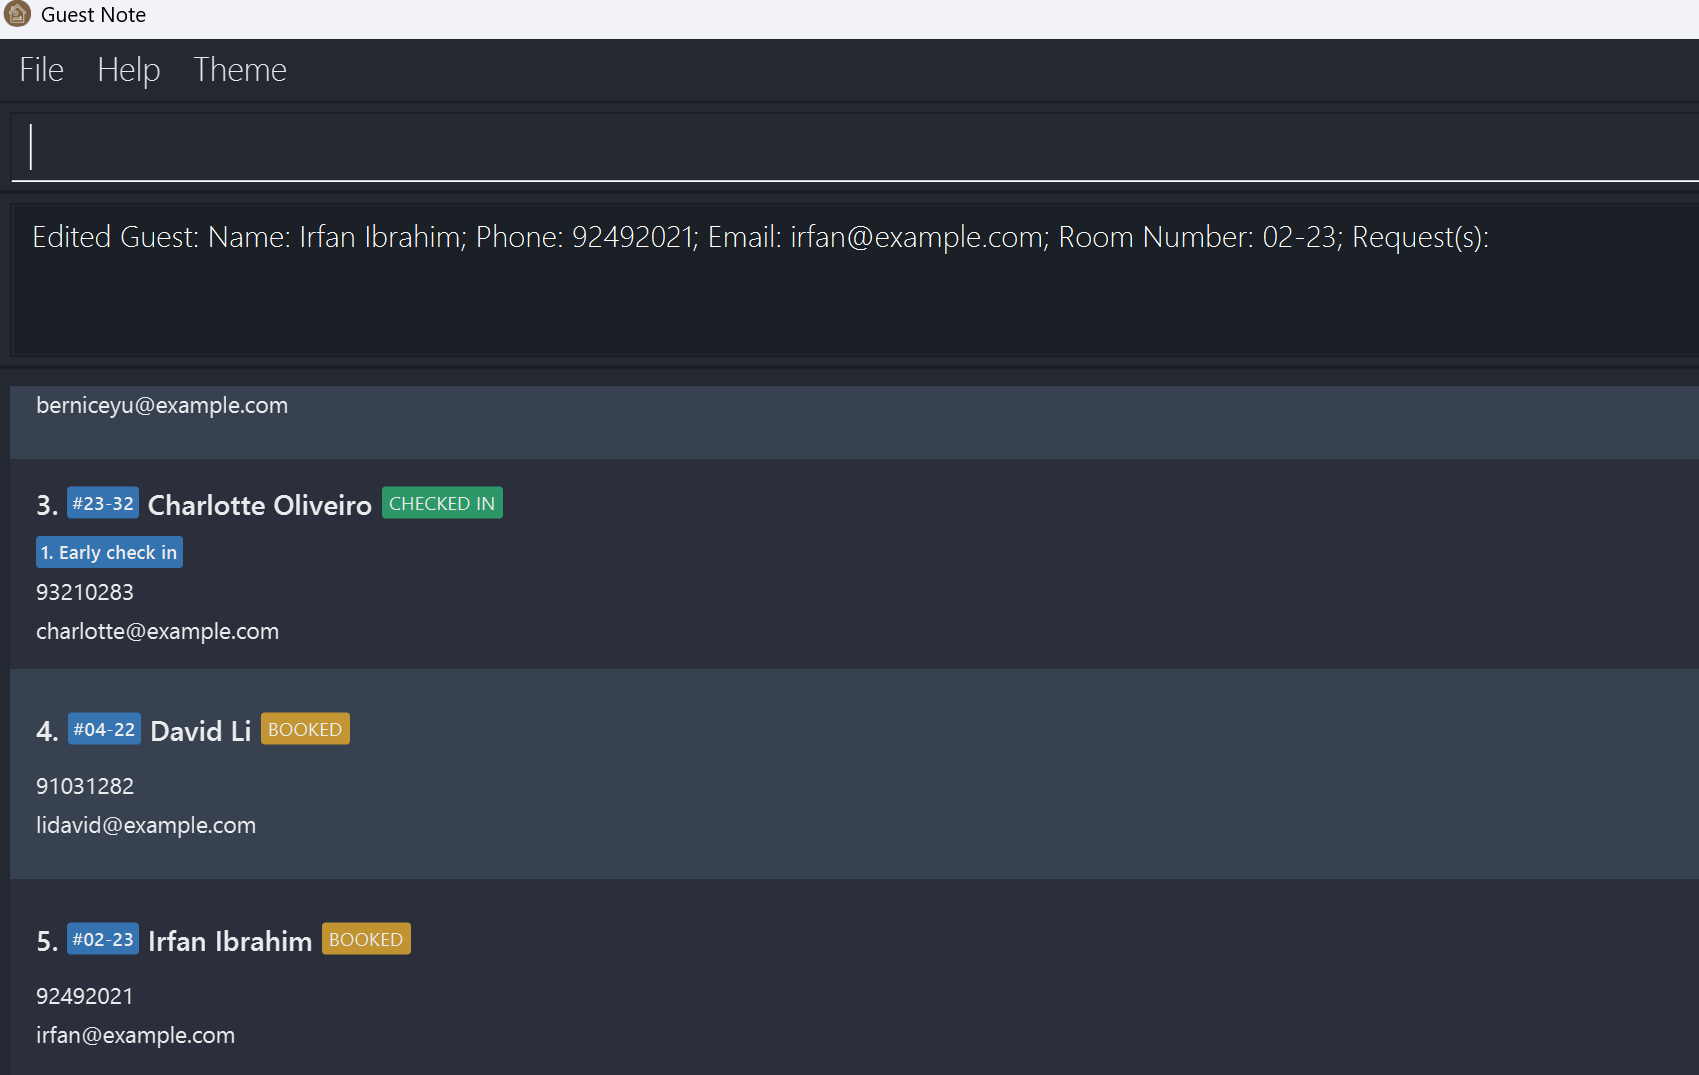 Guest Note
File Help Theme
Edited Guest: Name: Irfan Ibrahim; Phone: 92492021; Email: irfan@example.com; Room Number: 02-23; Request(s):
berniceyu@example.com
3. #23-32 Charlotte Oliveiro CHECKED IN
1. Early check in
93210283
charlotte@example.com
4. #04-22 David Li BOOKED
91031282
lidavid@example.com
5. #02-23 Irfan Ibrahim BOOKED
92492021
irfan@example.com